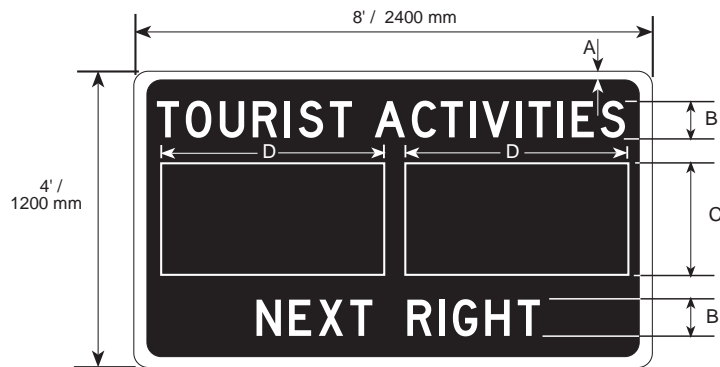 8' / 2400 mm
A
TOURIST ACTIVITIES
B
D D
4' /
1200 mm
C
NEXT RIGHT
B